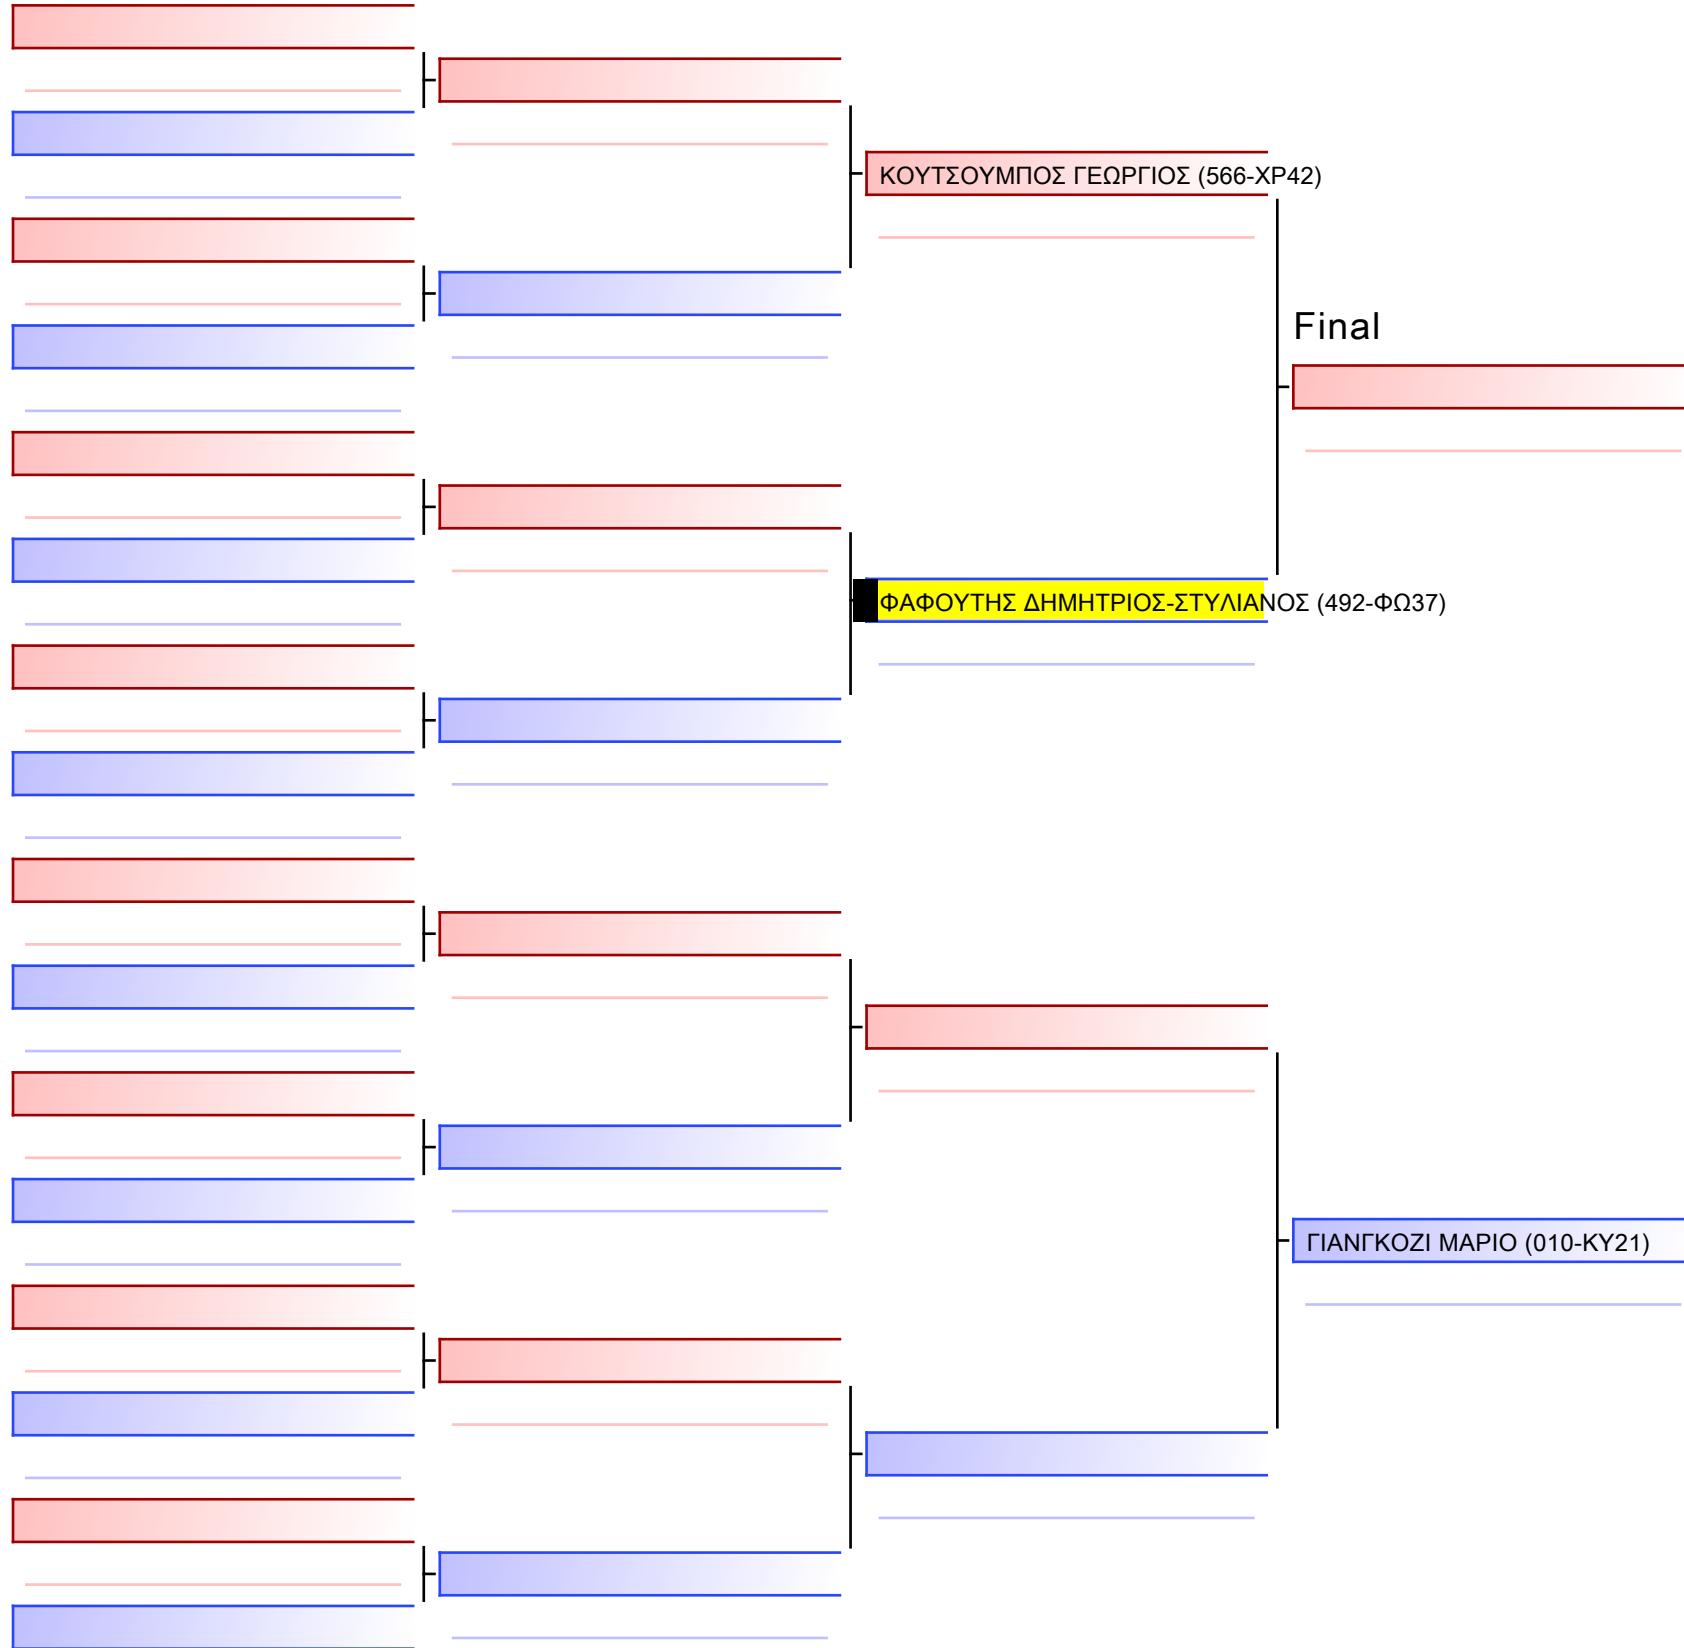 ΚΟΥΤΣΟΥΜΠΟΣ ΓΕΩΡΓΙΟΣ (566-ΧΡ42)
Final
ΦΑΦΟΥΤΗΣ ΔΗΜΗΤΡΙΟΣ-ΣΤΥΛΙΑΝΟΣ (492-ΦΩ37)
ΓΙΑΝΓΚΟΖΙ ΜΑΡΙΟ (010-ΚΥ21)